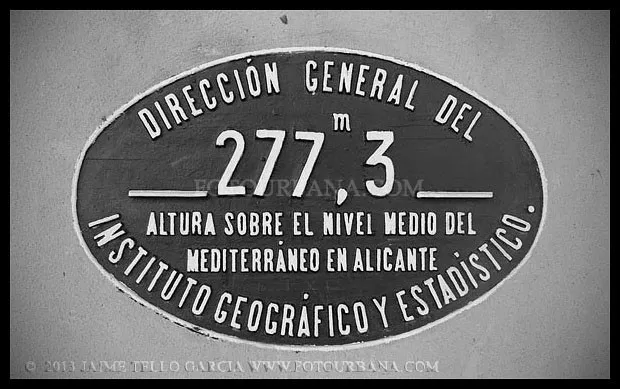 DIRECCIÓN GENERAL DEL
277,3 m
ALTURA SOBRE EL NIVEL MEDIO DEL
MEDITERRÁNEO EN ALICANTE
INSTITUTO GEOGRÁFICO Y ESTADÍSTICO.
FOTOURBANA.COM
© 2013 JAIME TELLO GARCIA WWW.FOTOURBANA.COM